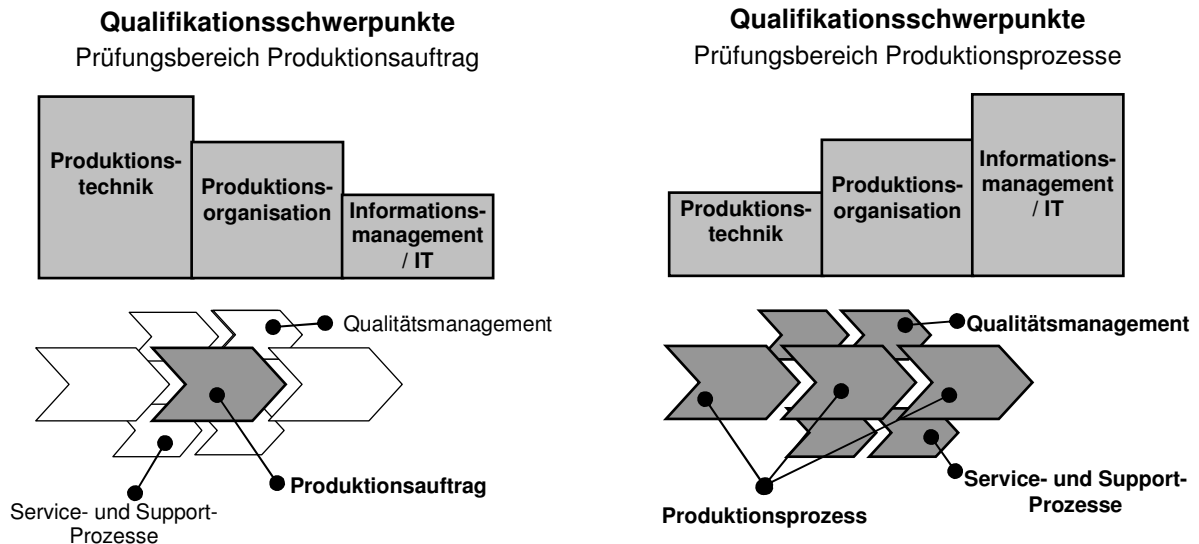 Qualifikationsschwerpunkte
Prüfungsbereich Produktionsauftrag
Produktions-
technik
Produktions-
organisation
Informations-
management
/ IT
Qualitätsmanagement
Produktionsauftrag
Service- und Support-
Prozesse
Qualifikationsschwerpunkte
Prüfungsbereich Produktionsprozesse
Produktions-
technik
Produktions-
organisation
Informations-
management
/ IT
Qualitätsmanagement
Service- und Support-
Prozesse
Produktionsprozess